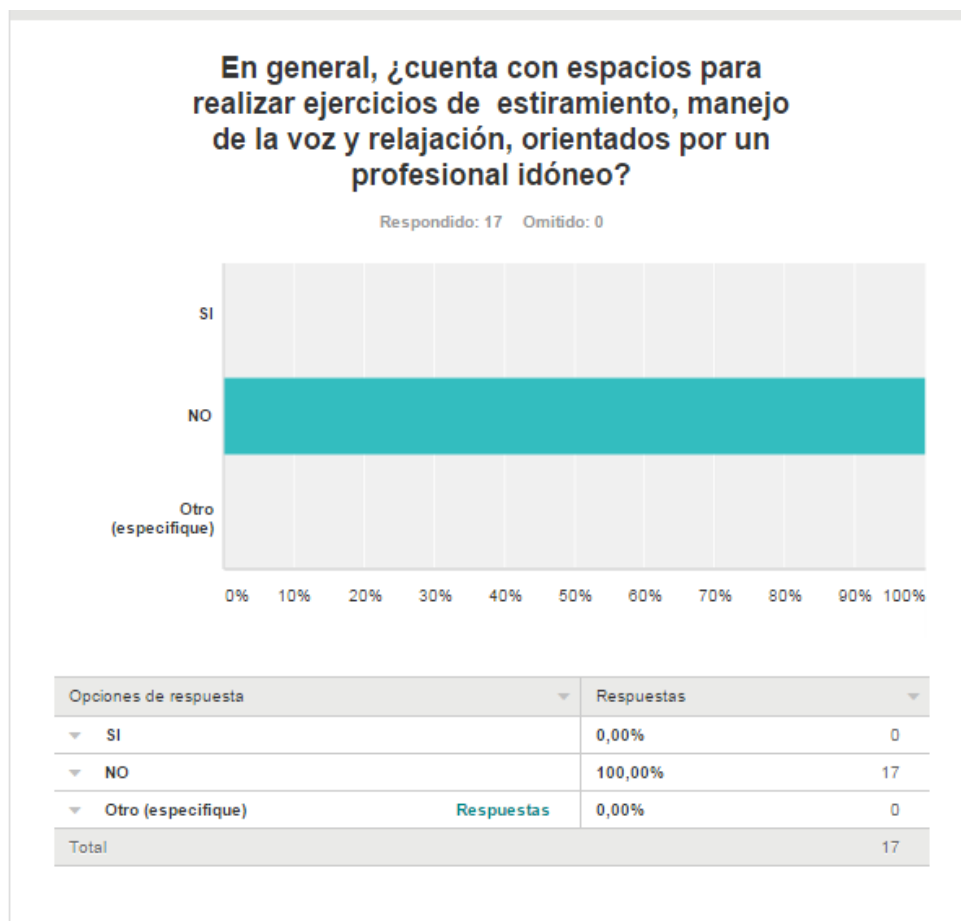 En general, ¿cuenta con espacios para
realizar ejercicios de estiramiento, manejo
de la voz y relajación, orientados por un
profesional idóneo?
Respondido: 17 Omitido: 0
SI
NO
Otro
(especifique)
0% 10% 20% 30% 40% 50% 60% 70% 80% 90% 100%
Opciones de respuesta Respuestas
SI 0,00% 0
NO 100,00% 17
Otro (especifique) Respuestas 0,00% 0
Total 17